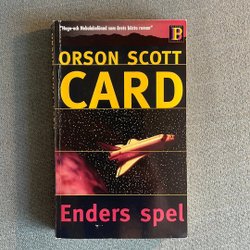 "Hugo- och Nebulabelönad som årets bästa roman"
P
ORSON SCOTT
CARD
Enders spel